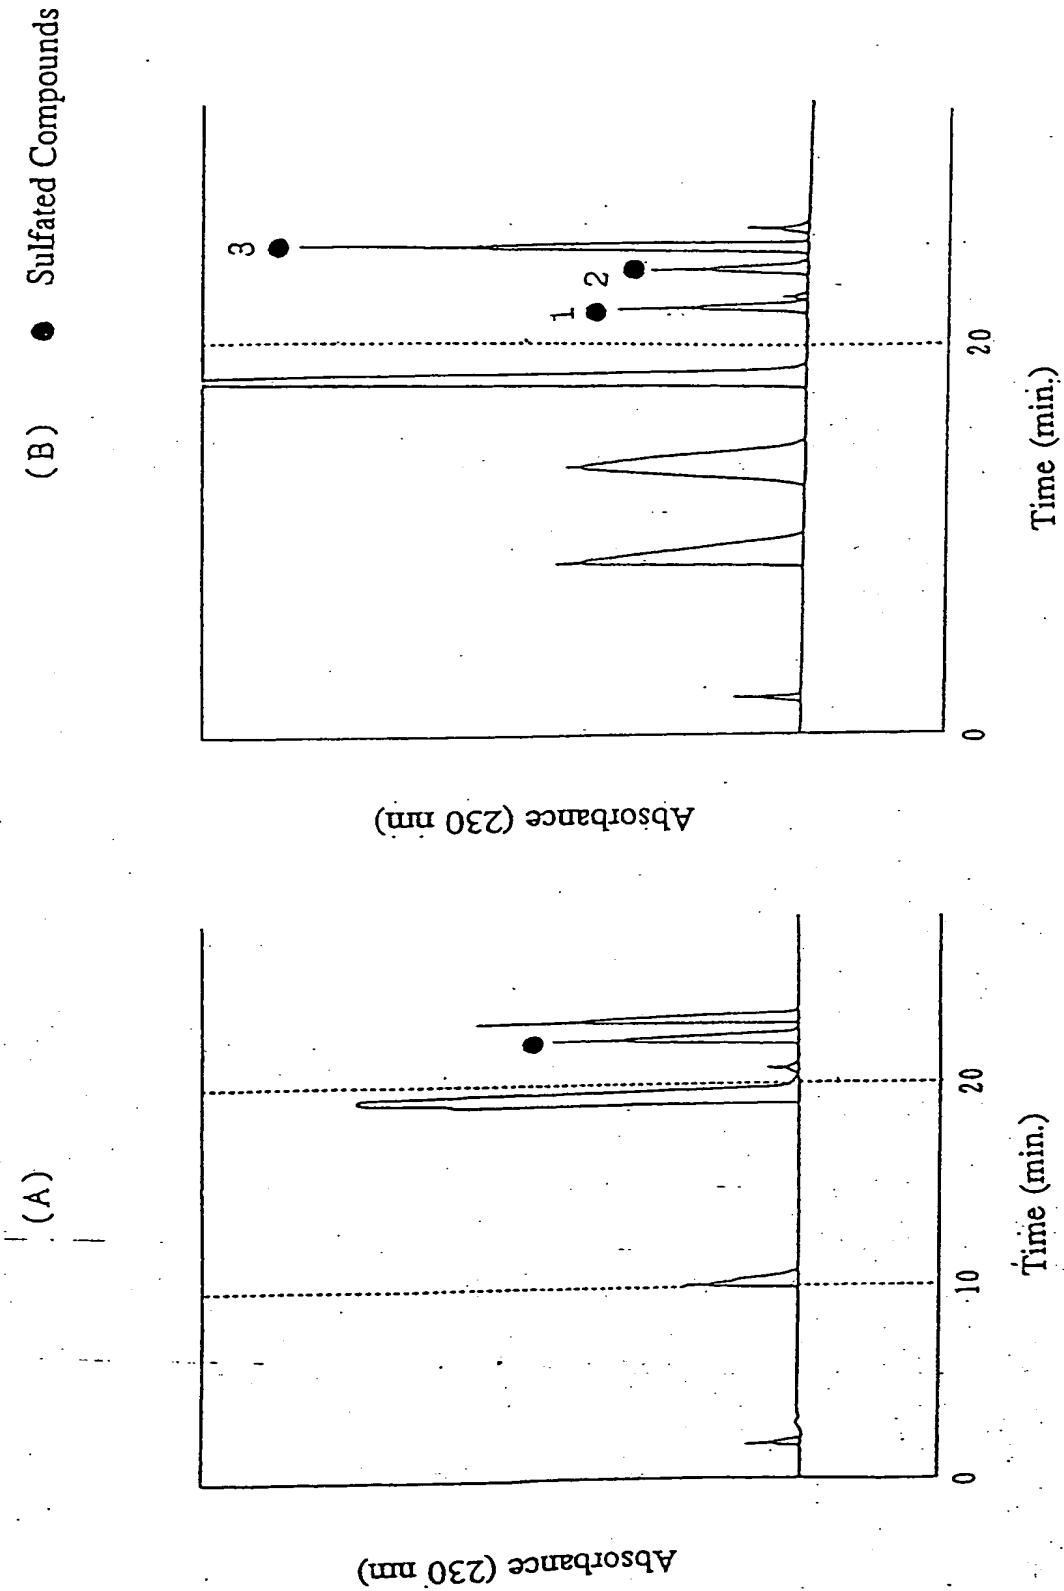 (A)
Absorbance (230 nm)
0
10
20
Time (min.)
(B)
● Sulfated Compounds
Absorbance (230 nm)
1
2
3
0
20
Time (min.)